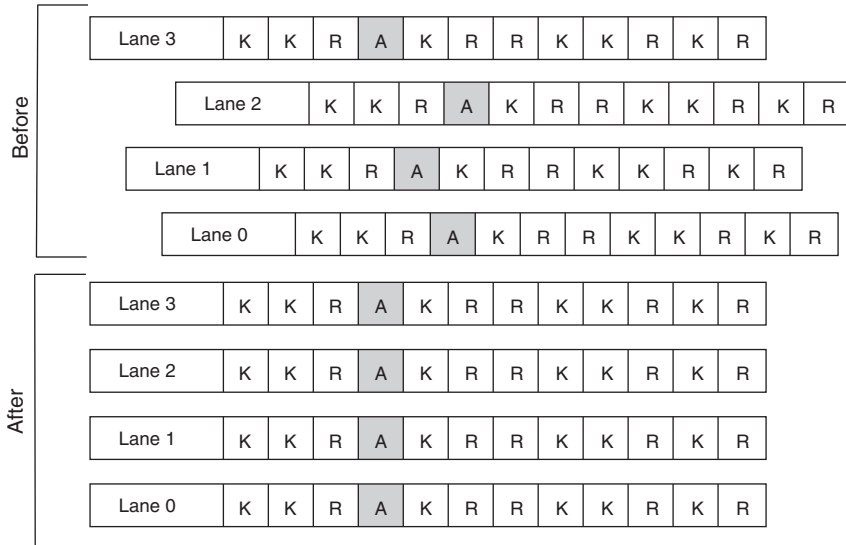 Before
Lane 3 K K R A K R R K K R K R
Lane 2 K K R A K R R K K R K R
Lane 1 K K R A K R R K K R K R
Lane 0 K K R A K R R K K R K R
After
Lane 3 K K R A K R R K K R K R
Lane 2 K K R A K R R K K R K R
Lane 1 K K R A K R R K K R K R
Lane 0 K K R A K R R K K R K R